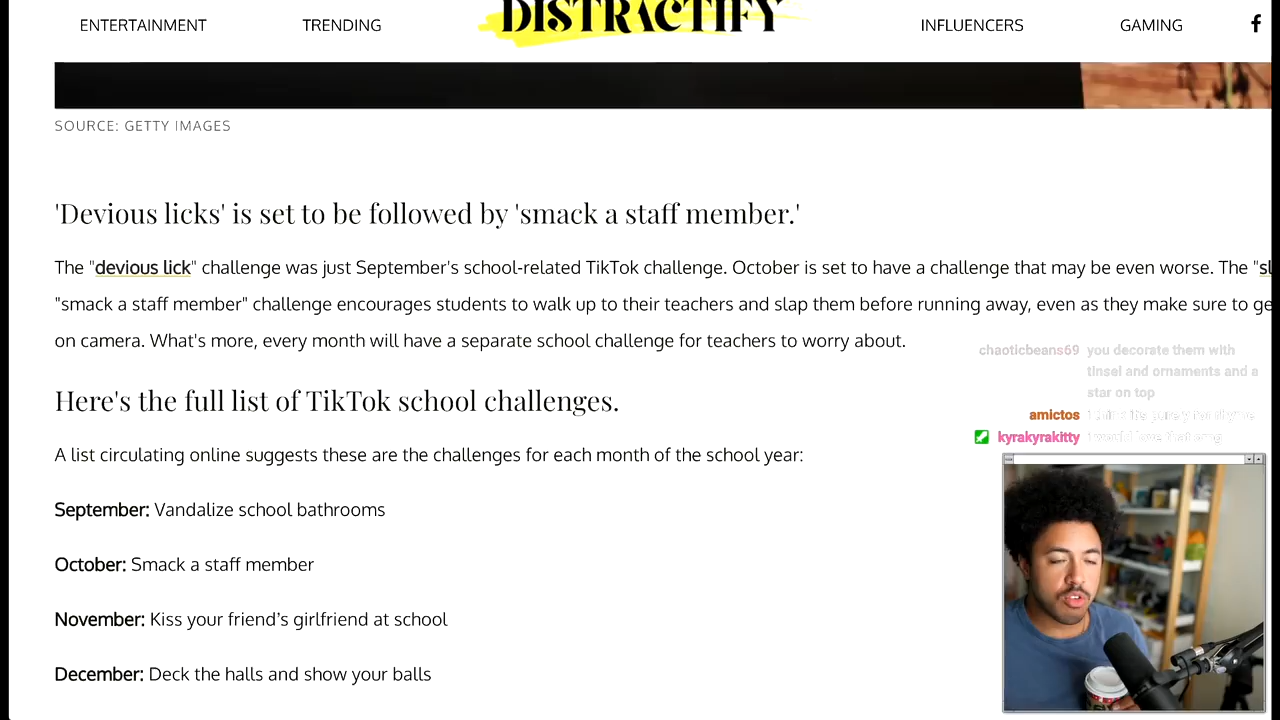 ENTERTAINMENT
TRENDING
DISTRACTIFY
INFLUENCERS
GAMING
SOURCE: GETTY IMAGES
'Devious licks' is set to be followed by 'smack a staff member.'
The "devious lick" challenge was just September's school-related TikTok challenge. October is set to have a challenge that may be even worse. The "sl
"smack a staff member" challenge encourages students to walk up to their teachers and slap them before running away, even as they make sure to ge
on camera. What's more, every month will have a separate school challenge for teachers to worry about.
Here's the full list of TikTok school challenges.
A list circulating online suggests these are the challenges for each month of the school year:
September: Vandalize school bathrooms
October: Smack a staff member
November: Kiss your friend's girlfriend at school
December: Deck the halls and show your balls
chaoticbeans69 you decorate them with
tinsel and ornaments and a
star on top
amictos
kyrakyrakitty i would love that omg